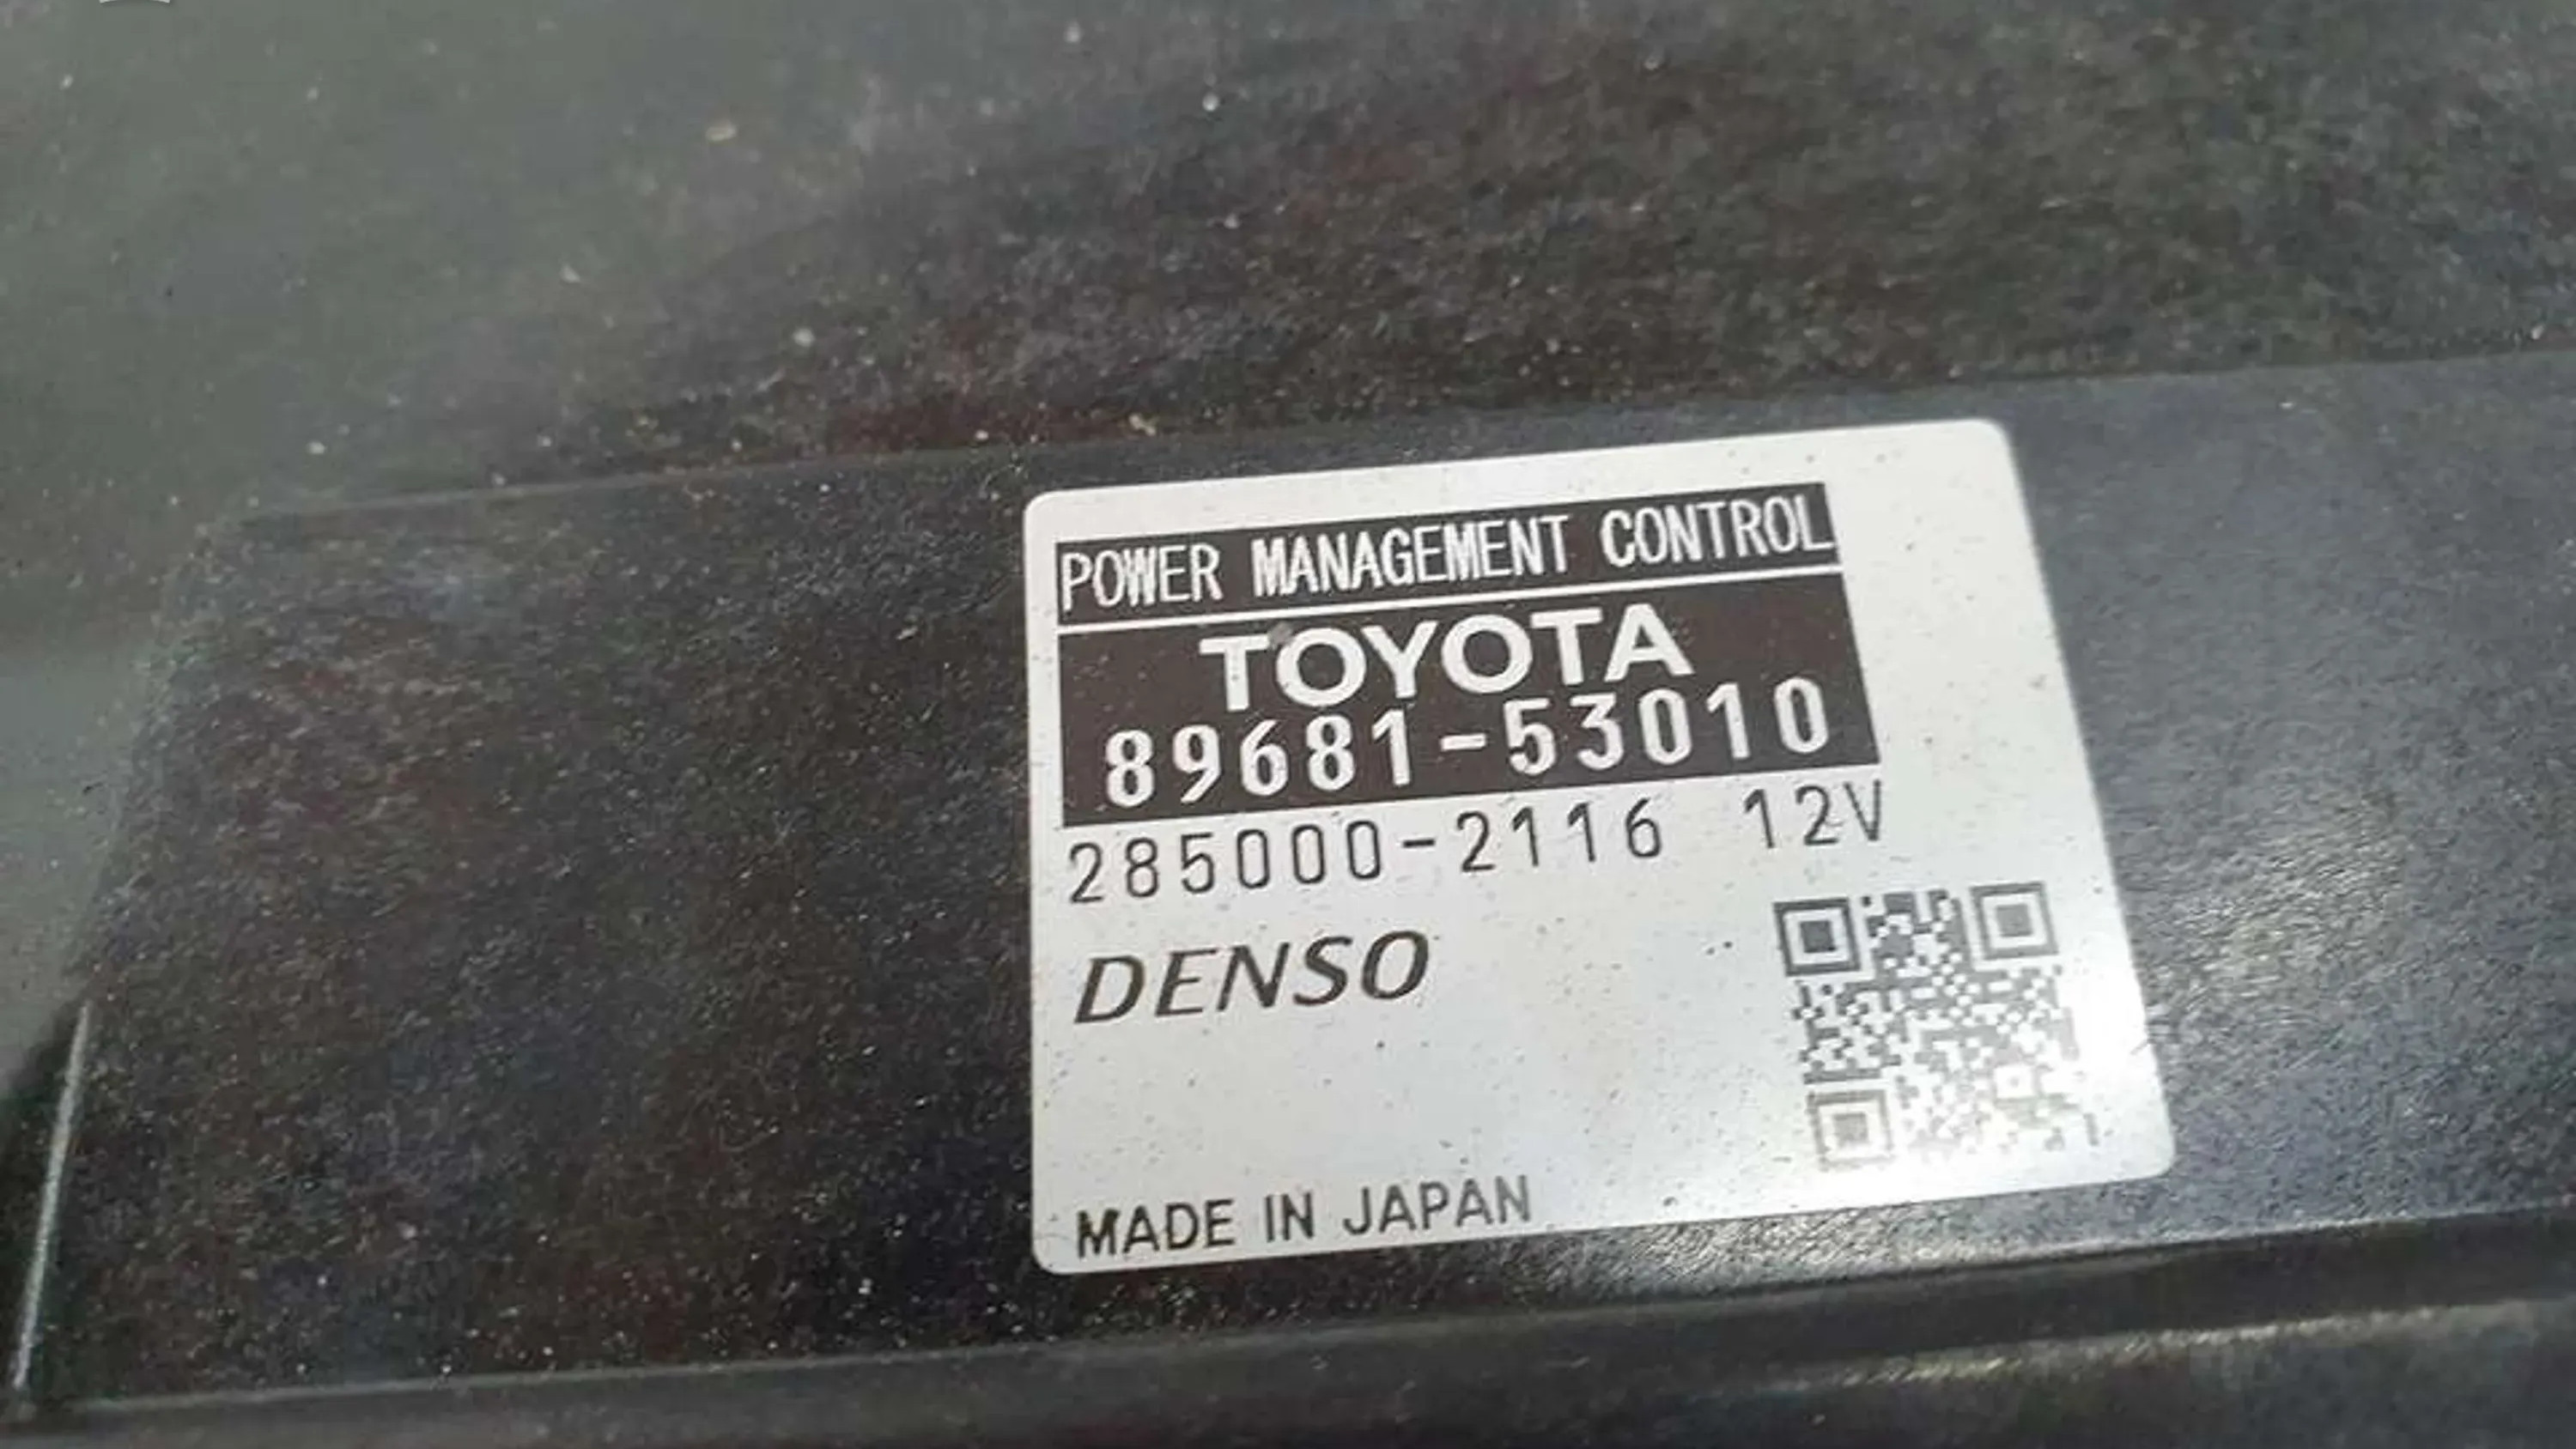 POWER MANAGEMENT CONTROL
TOYOTA
89681-53010
285000-2116 12V
DENSO
MADE IN JAPAN